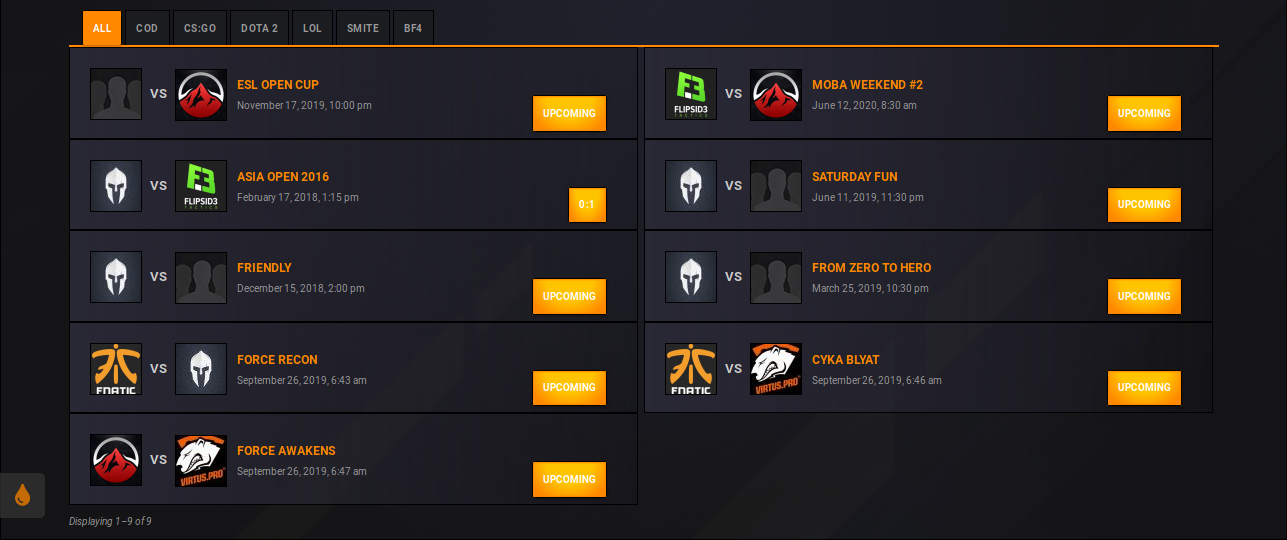 ALL COD CS:GO DOTA 2 LOL SMITE BF4
VS ESL OPEN CUP
November 17, 2019, 10:00 pm
UPCOMING
FLIPSID3
TACTICS
VS MOBA WEEKEND #2
June 12, 2020, 8:30 am
UPCOMING
VS ASIA OPEN 2016
FLIPSID3
TACTICS
February 17, 2018, 1:15 pm
0:1
VS SATURDAY FUN
June 11, 2019, 11:30 pm
UPCOMING
VS FRIENDLY
December 15, 2018, 2:00 pm
UPCOMING
VS FROM ZERO TO HERO
March 25, 2019, 10:30 pm
UPCOMING
FNATIC
VS FORCE RECON
September 26, 2019, 6:43 am
UPCOMING
FNATIC
VS CYKA BLYAT
VIRTUS.PRO
September 26, 2019, 6:46 am
UPCOMING
VS FORCE AWAKENS
VIRTUS.PRO
September 26, 2019, 6:47 am
UPCOMING
Displaying 1–9 of 9